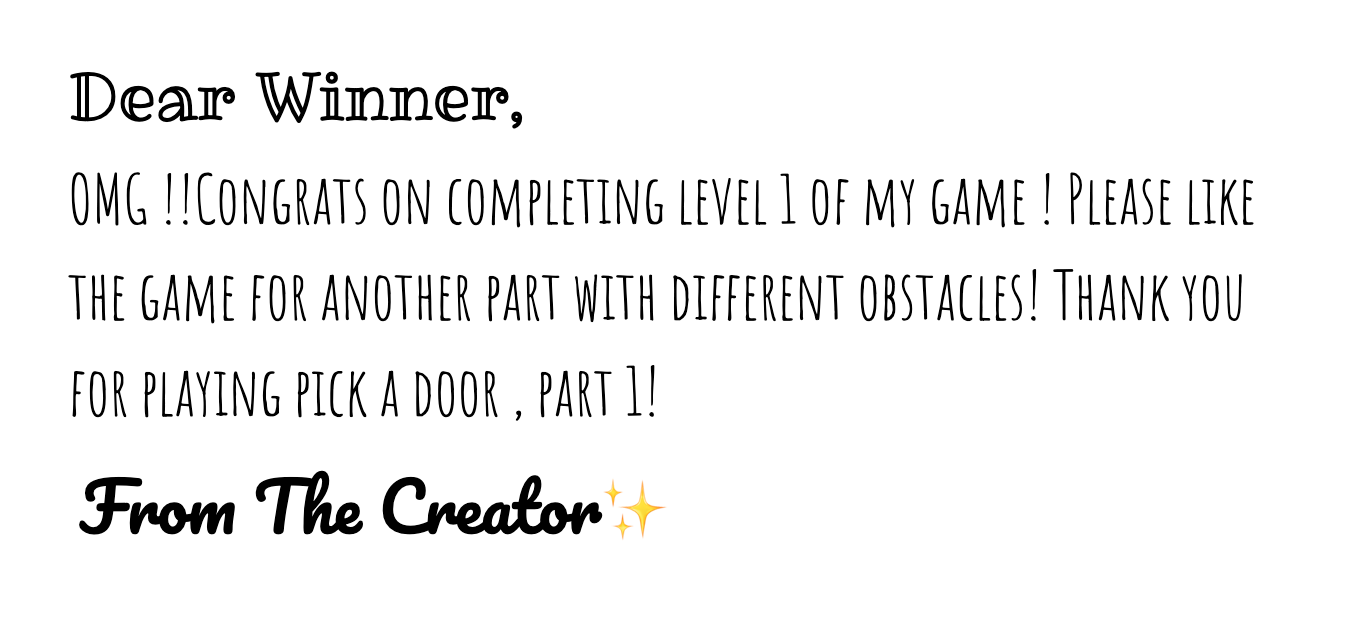 Dear Winner,
OMG !!Congrats on completing level 1 of my game ! Please like
the game for another part with different obstacles! Thank you
for playing pick a door , part 1!
From The Creator✨